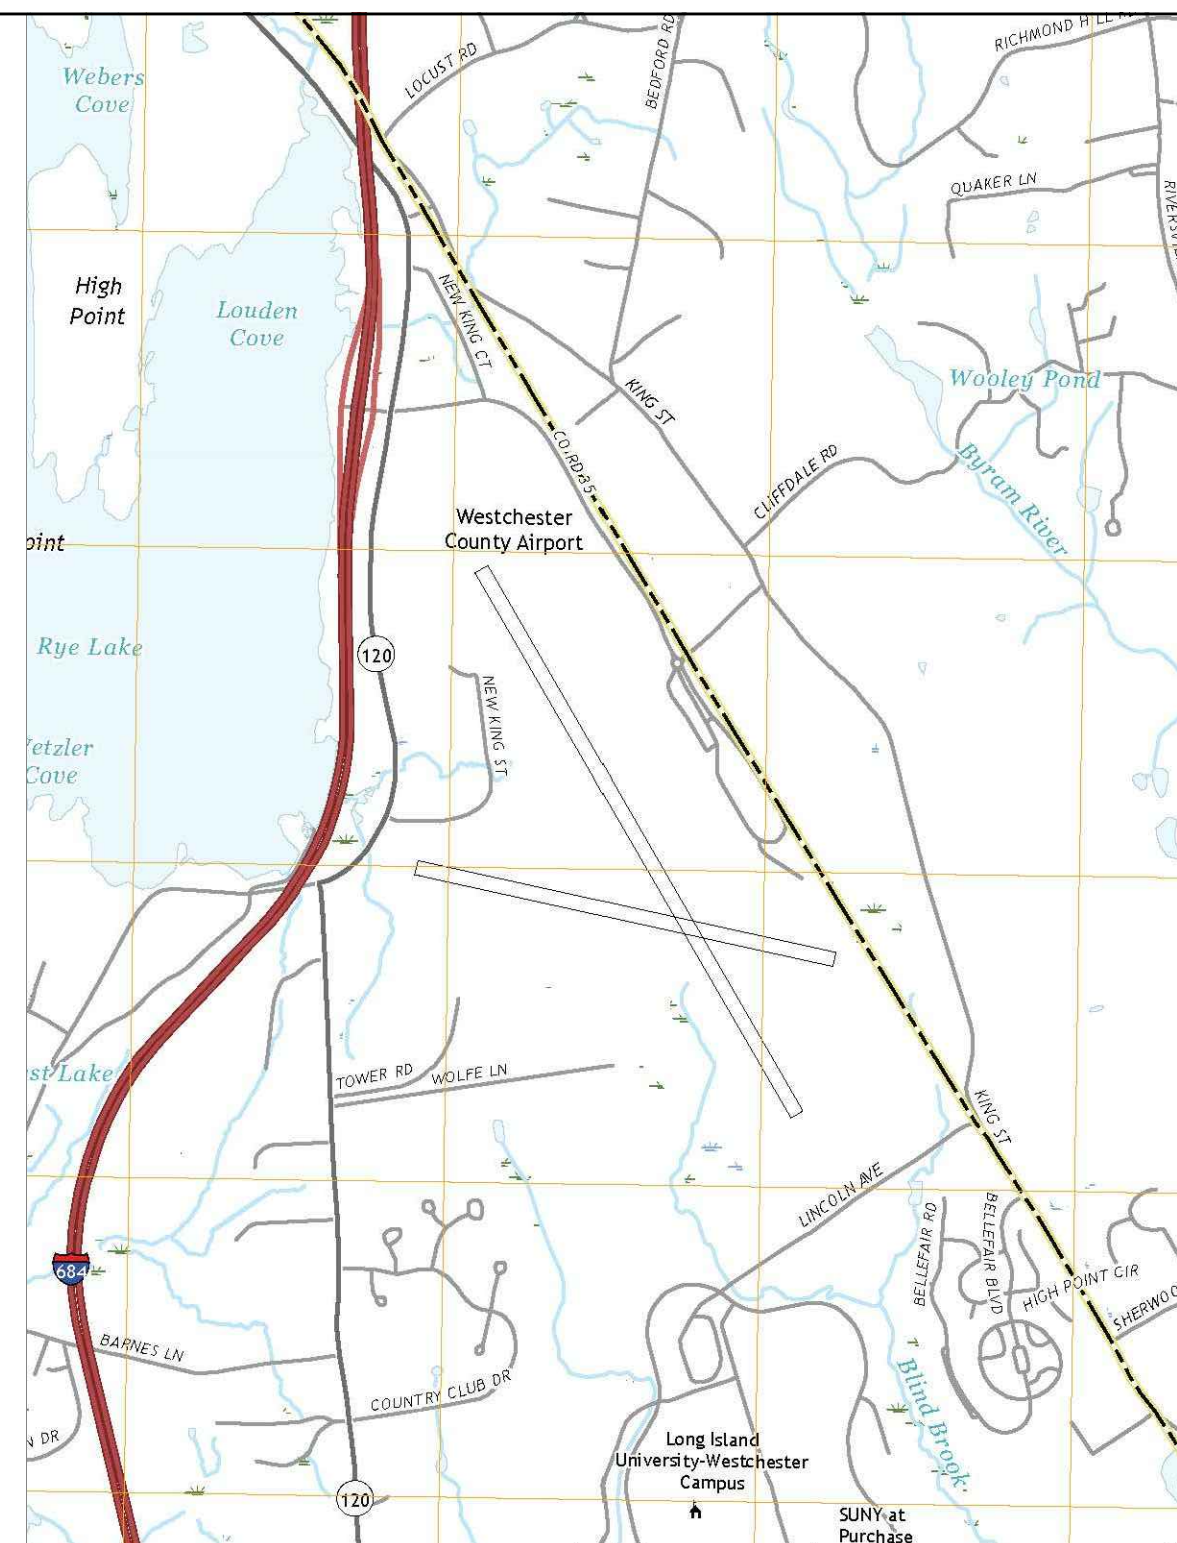 RICHMOND HILL RD
LOCUST RD
BEDFORD RD
Webers
Cove
QUAKER LN
High
Point
Louden
Cove
NEW KING CT
Wooley Pond
KING ST
CO. RD 35
CLIFFDALE RD
Byram River
Westchester
County Airport
oint
Rye Lake
120
NEW KING ST
etzler
Cove
st Lake
TOWER RD
WOLFE LN
KING ST
LINCOLN AVE
BELLEFAIR RD
BELLEFAIR BLVD
684
HIGH POINT CIR
SHERWOO
BARNES LN
COUNTRY CLUB DR
Blind Brook
DR
Long Island
University-Westchester
Campus
120
SUNY at
Purchase